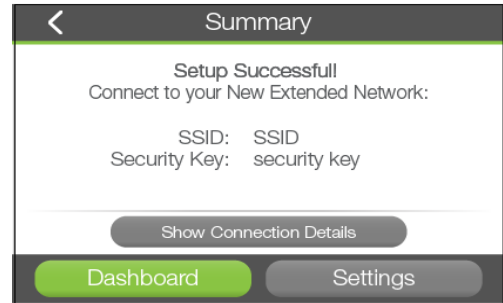 Summary
Setup Successfull
Connect to your New Extended Network:
SSID: SSID
Security Key: security key
Show Connection Details
Dashboard Settings